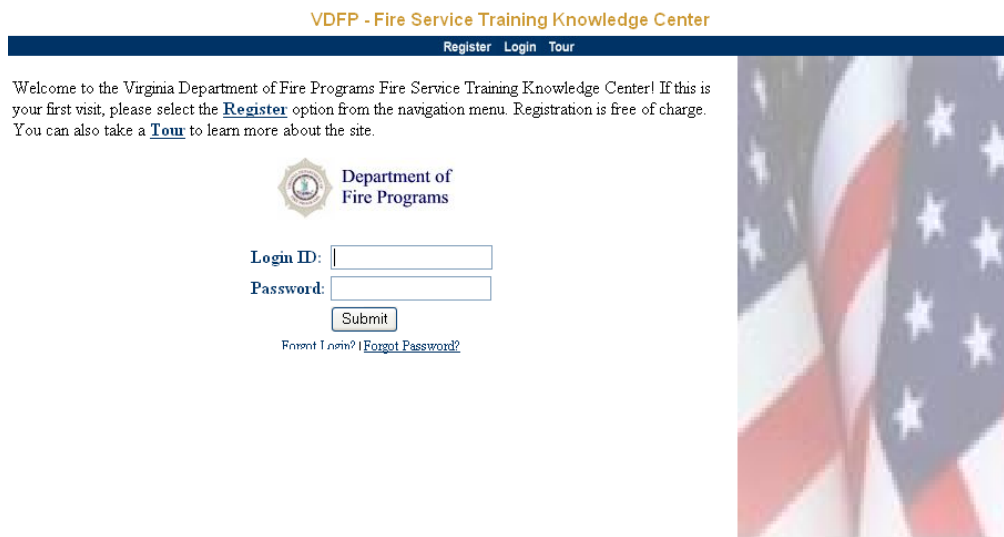 VDFP - Fire Service Training Knowledge Center
Register Login Tour
Welcome to the Virginia Department of Fire Programs Fire Service Training Knowledge Center! If this is
your first visit, please select the Register option from the navigation menu. Registration is free of charge.
You can also take a Tour to learn more about the site.
Department of
Fire Programs
Login ID:
Password:
Submit
Forgot Login? | Forgot Password?